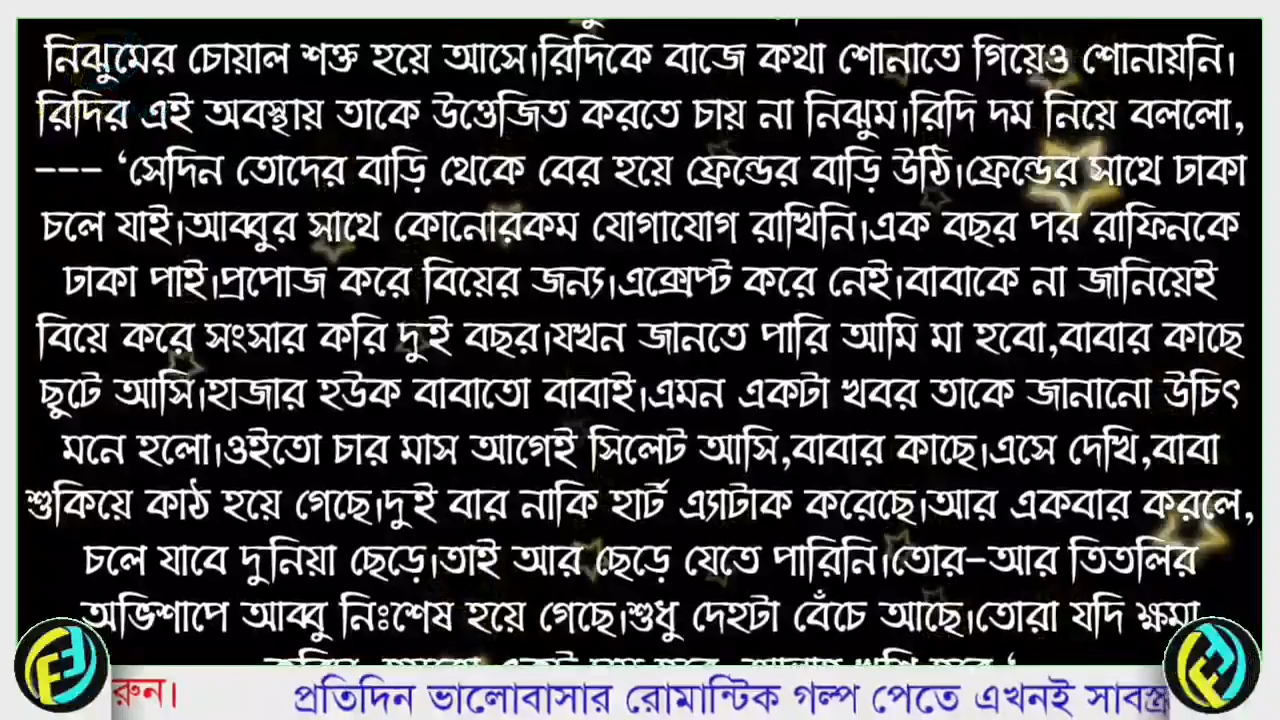 নিঝুমের চোয়াল শক্ত হয়ে আসে।রিদিকে বাজে কথা শোনাতে গিয়েও শোনায়নি।
রিদির এই অবস্থায় তাকে উত্তেজিত করতে চায় না নিঝুম।রিদি দম নিয়ে বললো,
--- ‘সেদিন তোদের বাড়ি থেকে বের হয়ে ফ্রেন্ডের বাড়ি উঠি।ফ্রেন্ডের সাথে ঢাকা
চলে যাই।আব্বুর সাথে কোনোরকম যোগাযোগ রাখিনি।এক বছর পর রাফিনকে
ঢাকা পাই।প্রপোজ করে বিয়ের জন্য।এক্সেপ্ট করে নেই।বাবাকে না জানিয়েই
বিয়ে করে সংসার করি দুই বছর।যখন জানতে পারি আমি মা হবো,বাবার কাছে
ছুটে আসি।হাজার হউক বাবাতো বাবাই।এমন একটা খবর তাকে জানানো উচিৎ
মনে হলো।ওইতো চার মাস আগেই সিলেট আসি,বাবার কাছে।এসে দেখি,বাবা
শুকিয়ে কাঠ হয়ে গেছে।দুই বার নাকি হার্ট এ্যাটাক করেছে।আর একবার করলে,
চলে যাবে দুনিয়া ছেড়ে।তাই আর ছেড়ে যেতে পারিনি।তোর-আর তিতলির
অভিশাপে আব্বু নিঃশেষ হয়ে গেছে।শুধু দেহটা বেঁচে আছে।তোরা যদি ক্ষমা
রুন। প্রতিদিন ভালোবাসার রোমান্টিক গল্প পেতে এখনই